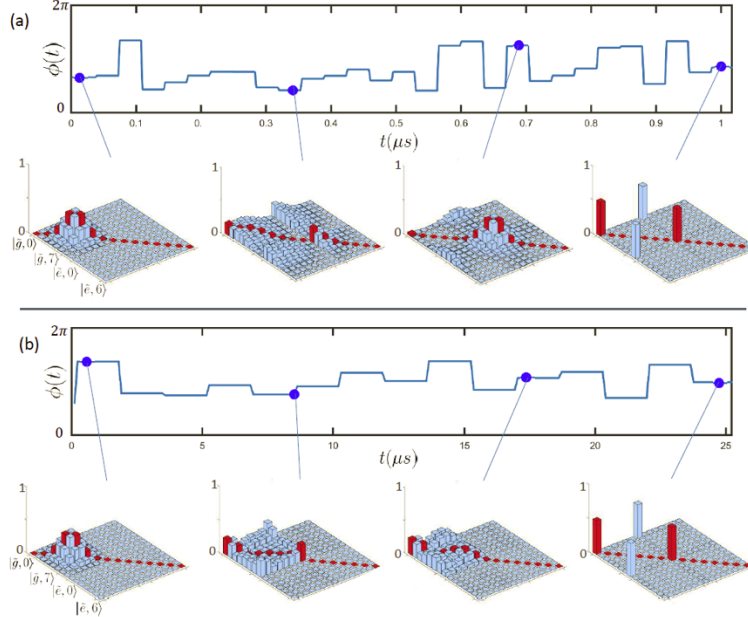 (a)
2π
ϕ(t)
0
0 0.1 0. 0.3 0.4 0.5 0.6 0.7 0.8 0.9 1
t(μs)
1 1 1 1
0 0 0 0
|g̃, 0⟩
|g̃, 7⟩
|ẽ, 0⟩
|ẽ, 6⟩
(b)
2π
ϕ(t)
0
0 5 10 15 20 25
t(μs)
1 1 1 1
0 0 0 0
|g̃, 0⟩
|g̃, 7⟩
|ẽ, 0⟩
|ẽ, 6⟩